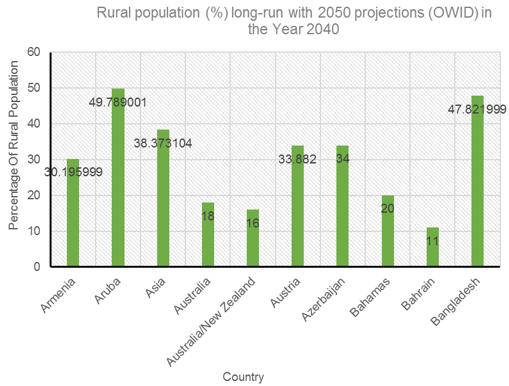 Rural population (%) long-run with 2050 projections (OWID) in
the Year 2040
Percentage Of Rural Population
60
50
40
30
20
10
0
30.195999
49.789001
38.373104
18
16
33.882
34
20
11
47.821999
Armenia
Aruba
Asia
Australia
Australia/New Zealand
Austria
Azerbaijan
Bahamas
Bahrain
Bangladesh
Country